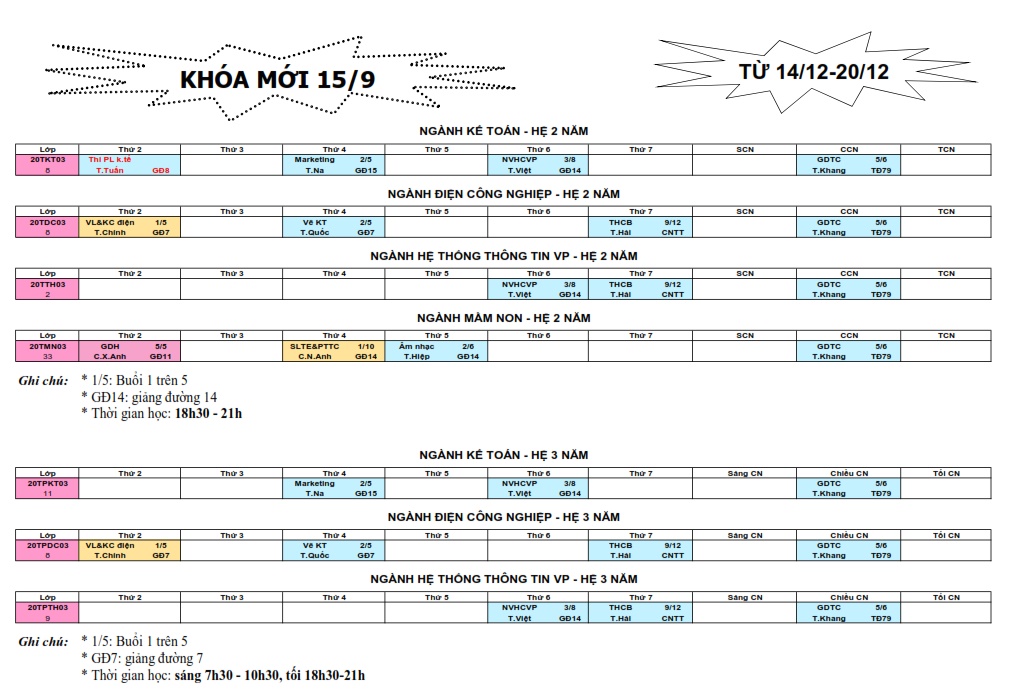 KHÓA MỚI 15/9
TỪ 14/12-20/12
NGÀNH KẾ TOÁN - HỆ 2 NĂM
Lớp Thứ 2 Thứ 3 Thứ 4 Thứ 5 Thứ 6 Thứ 7 SCN CCN TCN
20TKT03 Thi PL k.tế Marketing 2/5 NVHCVP 3/8 GDTC 5/6
8 T.Tuấn GĐ8 T.Na GĐ15 T.Việt GĐ14 T.Khang TĐ79
NGÀNH ĐIỆN CÔNG NGHIỆP - HỆ 2 NĂM
Lớp Thứ 2 Thứ 3 Thứ 4 Thứ 5 Thứ 6 Thứ 7 SCN CCN TCN
20TDC03 VL&KC điện 1/5 Vẽ KT 2/5 THCB 9/12 GDTC 5/6
8 T.Chinh GĐ7 T.Quốc GĐ7 T.Hải CNTT T.Khang TĐ79
NGÀNH HỆ THỐNG THÔNG TIN VP - HỆ 2 NĂM
Lớp Thứ 2 Thứ 3 Thứ 4 Thứ 5 Thứ 6 Thứ 7 SCN CCN TCN
20TTH03 NVHCVP 3/8 THCB 9/12 GDTC 5/6
2 T.Việt GĐ14 T.Hải CNTT T.Khang TĐ79
NGÀNH MẦM NON - HỆ 2 NĂM
Lớp Thứ 2 Thứ 3 Thứ 4 Thứ 5 Thứ 6 Thứ 7 SCN CCN TCN
20TMN03 GDH 5/5 SLTE&PTTC 1/10 Âm nhạc 2/6 GDTC 5/6
33 C.X.Anh GĐ11 C.N.Anh GĐ14 T.Hiệp GĐ14 T.Khang TĐ79
Ghi chú: * 1/5: Buổi 1 trên 5
* GĐ14: giảng đường 14
* Thời gian học: 18h30 - 21h
NGÀNH KẾ TOÁN - HỆ 3 NĂM
Lớp Thứ 2 Thứ 3 Thứ 4 Thứ 5 Thứ 6 Thứ 7 Sáng CN Chiều CN Tối CN
20TPKT03 Marketing 2/5 NVHCVP 3/8 GDTC 5/6
11 T.Na GĐ15 T.Việt GĐ14 T.Khang TĐ79
NGÀNH ĐIỆN CÔNG NGHIỆP - HỆ 3 NĂM
Lớp Thứ 2 Thứ 3 Thứ 4 Thứ 5 Thứ 6 Thứ 7 Sáng CN Chiều CN Tối CN
20TPDC03 VL&KC điện 1/5 Vẽ KT 2/5 THCB 9/12 GDTC 5/6
8 T.Chinh GĐ7 T.Quốc GĐ7 T.Hải CNTT T.Khang TĐ79
NGÀNH HỆ THỐNG THÔNG TIN VP - HỆ 3 NĂM
Lớp Thứ 2 Thứ 3 Thứ 4 Thứ 5 Thứ 6 Thứ 7 Sáng CN Chiều CN Tối CN
20TPTH03 NVHCVP 3/8 THCB 9/12 GDTC 5/6
9 T.Việt GĐ14 T.Hải CNTT T.Khang TĐ79
Ghi chú: * 1/5: Buổi 1 trên 5
* GĐ7: giảng đường 7
* Thời gian học: sáng 7h30 - 10h30, tối 18h30-21h